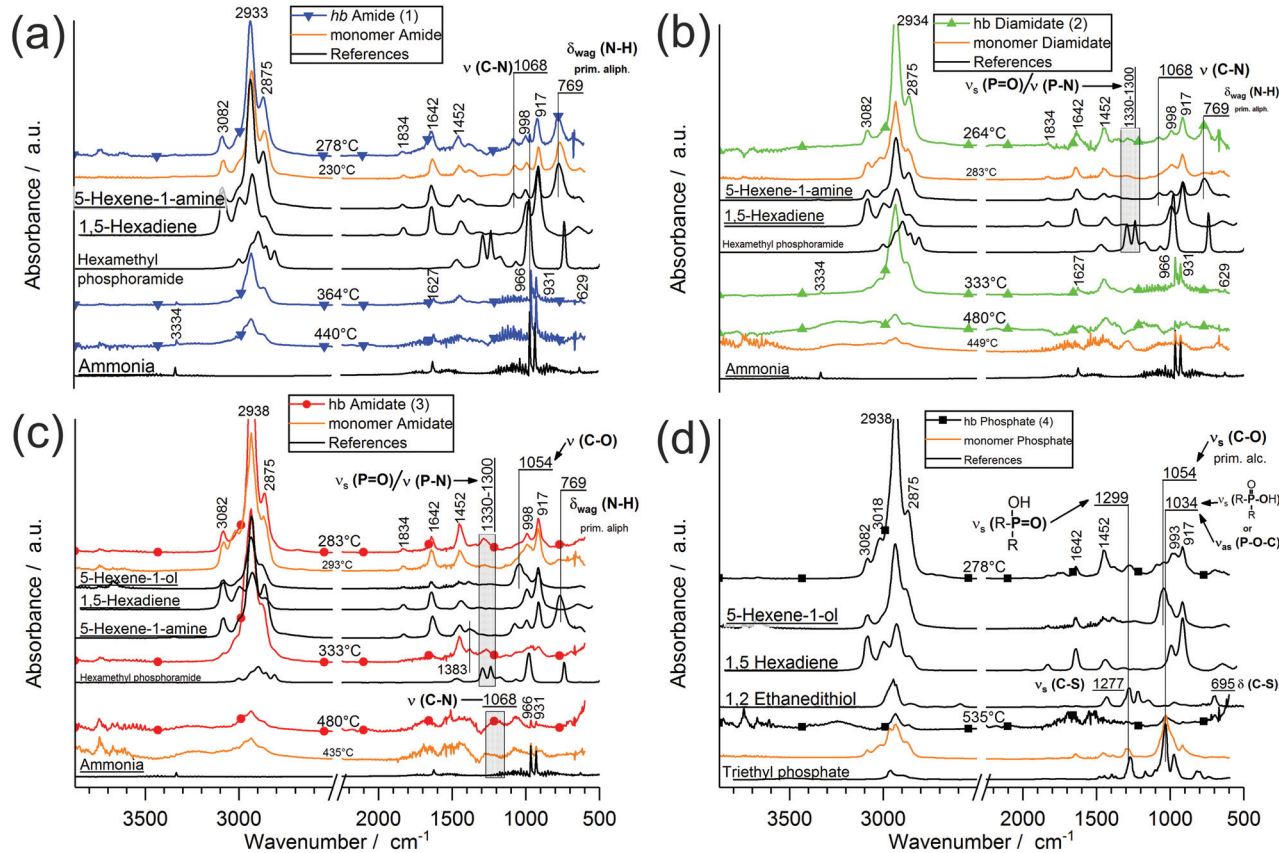 (a)
2933
hb Amide (1)
monomer Amide
References
ν (C-N) 1068
δwag (N-H)
prim. aliph.
769
3082
2875
1834
1642
1452
998
917
278°C
230°C
5-Hexene-1-amine
1,5-Hexadiene
Hexamethyl
phosphoramide
364°C
1627
966
931
629
3334
440°C
Ammonia
Absorbance / a.u.
(b)
2934
hb Diamidate (2)
monomer Diamidate
References
νs (P=O)/ν (P-N)
1330-1300
1068
ν (C-N)
δwag (N-H)
prim. aliph.
769
3082
2875
1834
1642
1452
998
917
264°C
283°C
5-Hexene-1-amine
1,5-Hexadiene
Hexamethyl phosphoramide
3334
1627
966
931
629
333°C
480°C
449°C
Ammonia
Absorbance / a.u.
(c)
2938
hb Amidate (3)
monomer Amidate
References
ν (C-O)
νs (P=O)/ν (P-N)
1330-1300
1054
769
δwag (N-H)
prim. aliph
3082
2875
1834
1642
1452
998
917
283°C
293°C
5-Hexene-1-ol
1,5-Hexadiene
5-Hexene-1-amine
333°C
1383
Hexamethyl phosphoramide
ν (C-N) 1068
966
931
480°C
435°C
Ammonia
Absorbance / a.u.
3500 3000 2000 1500 1000 500
Wavenumber / cm-1
(d)
2938
hb Phosphate (4)
monomer Phosphate
References
νs (C-O)
prim. alc.
1054
OH
[R-P=O]
R
νs
1299
1034
O
νs [R-P-OH]
R
or
νas (P-O-C)
3082
3018
2875
1642
1452
993
917
278°C
5-Hexene-1-ol
1,5 Hexadiene
1,2 Ethanedithiol
νs (C-S)
1277
695 δ (C-S)
535°C
Triethyl phosphate
Absorbance / a.u.
3500 3000 2000 1500 1000 500
Wavenumber / cm-1